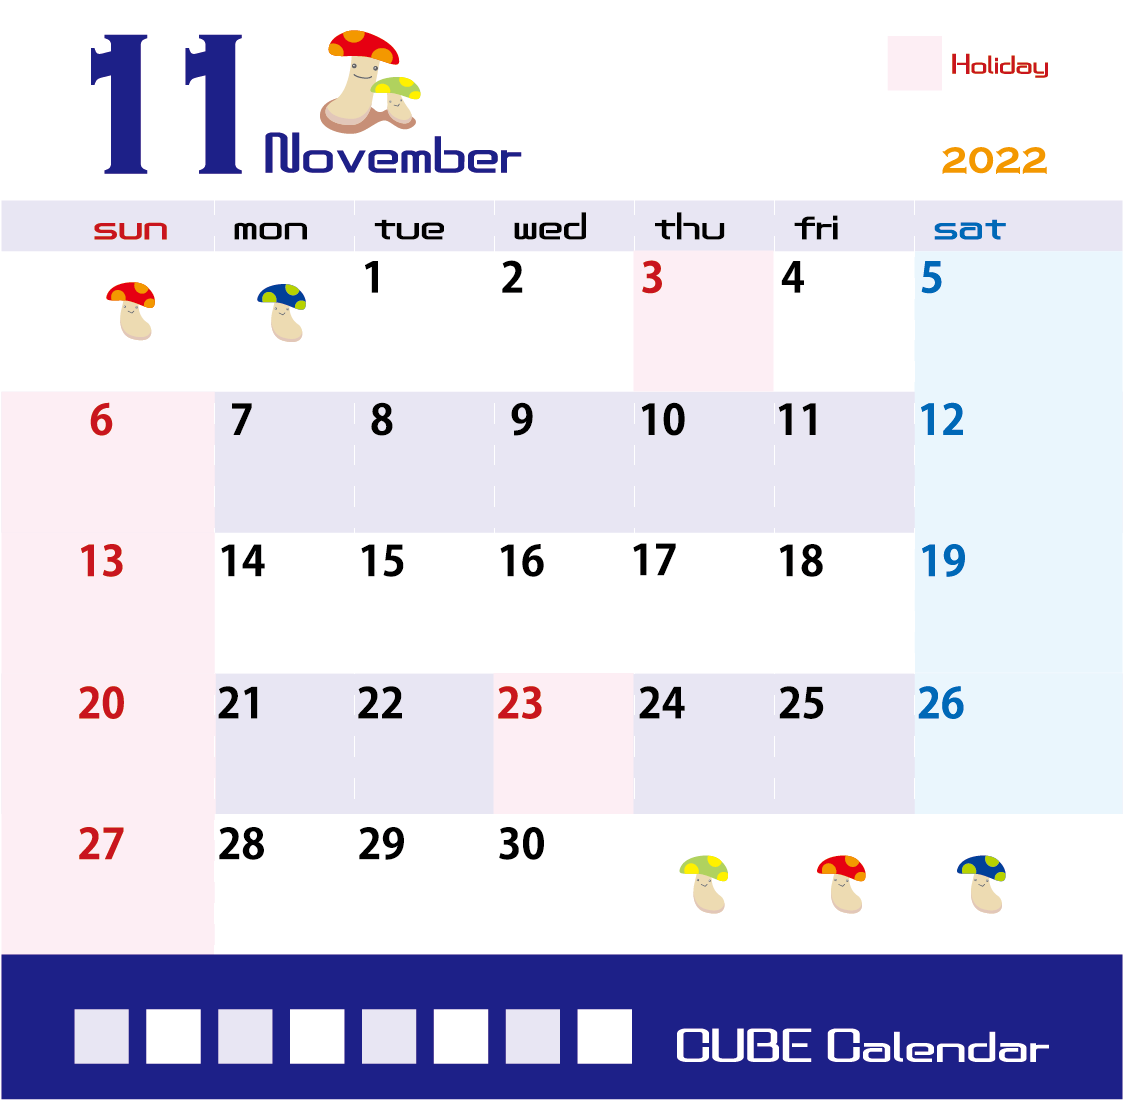 11
November
Holiday
2022
sun mon tue wed thu fri sat
1 2 3 4 5
6 7 8 9 10 11 12
13 14 15 16 17 18 19
20 21 22 23 24 25 26
27 28 29 30
CUBE Calendar